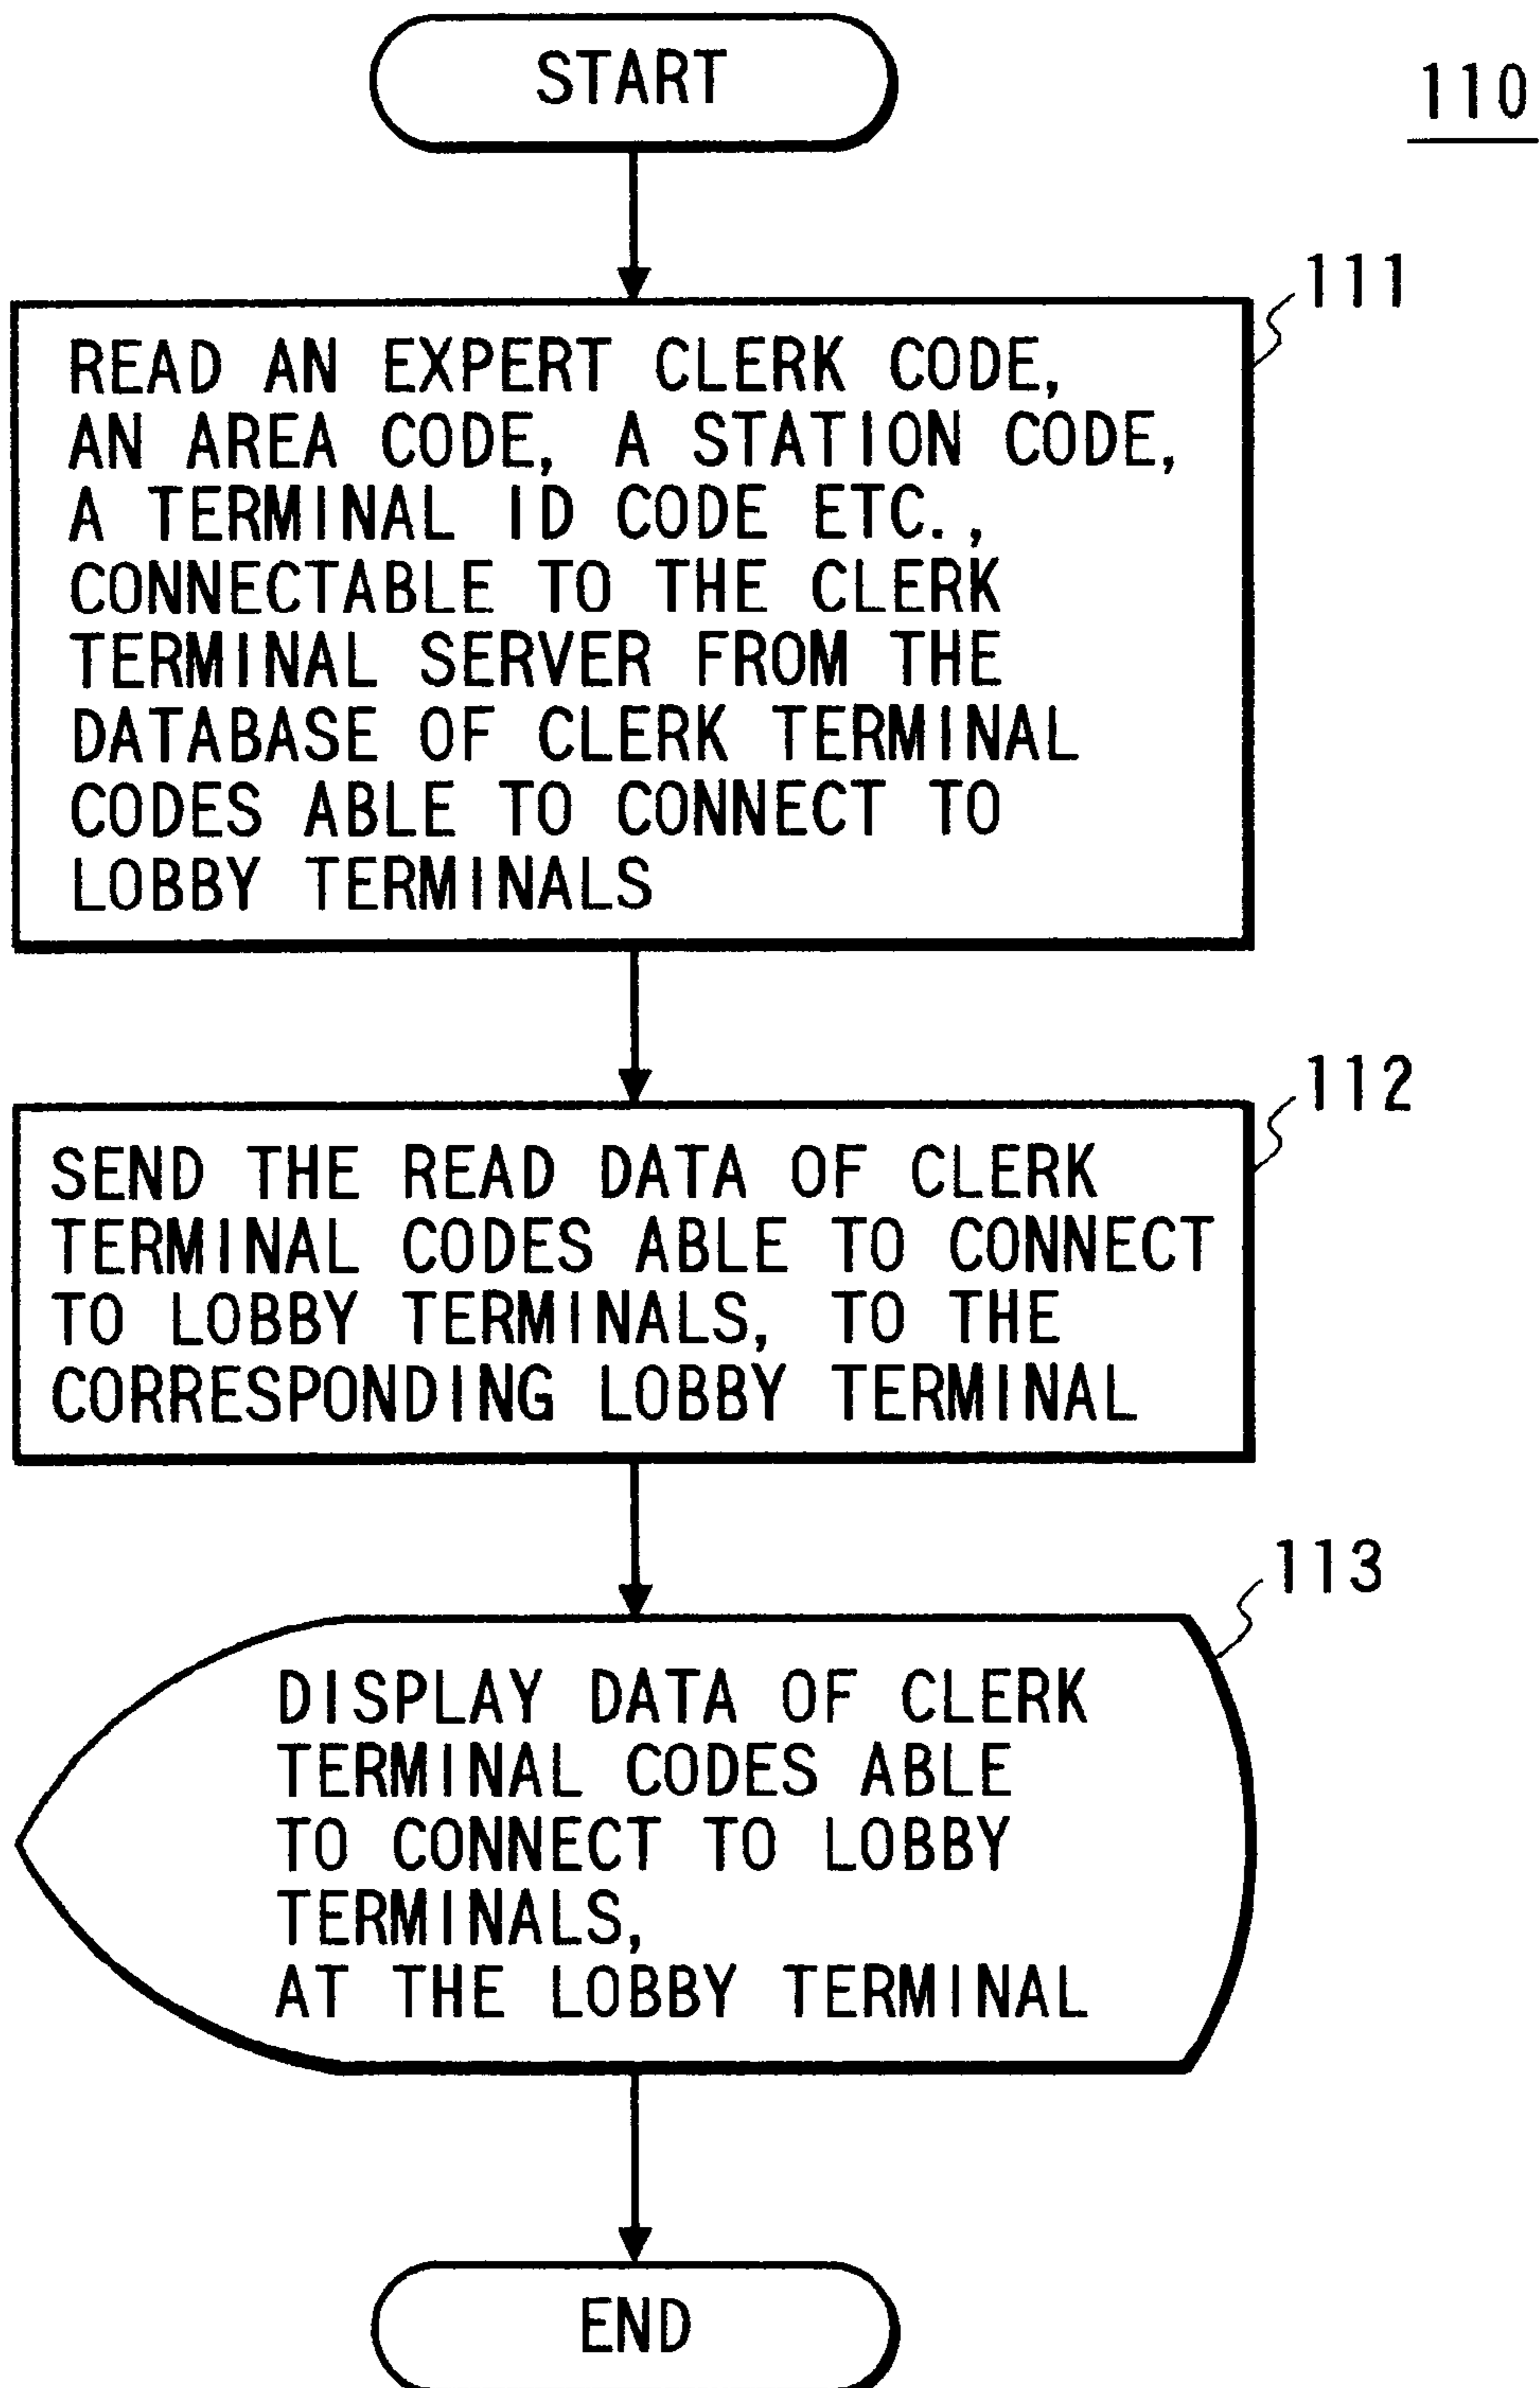 START
110
111
READ AN EXPERT CLERK CODE,
AN AREA CODE, A STATION CODE,
A TERMINAL ID CODE ETC.,
CONNECTABLE TO THE CLERK
TERMINAL SERVER FROM THE
DATABASE OF CLERK TERMINAL
CODES ABLE TO CONNECT TO
LOBBY TERMINALS
112
SEND THE READ DATA OF CLERK
TERMINAL CODES ABLE TO CONNECT
TO LOBBY TERMINALS, TO THE
CORRESPONDING LOBBY TERMINAL
113
DISPLAY DATA OF CLERK
TERMINAL CODES ABLE
TO CONNECT TO LOBBY
TERMINALS,
AT THE LOBBY TERMINAL
END